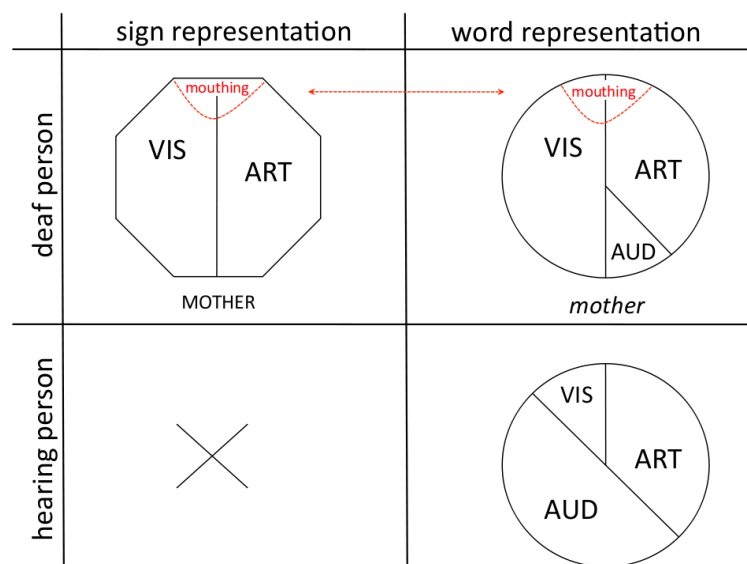 sign representation
word representation
deaf person
mouthing
VIS
ART
MOTHER
mouthing
VIS
ART
AUD
mother
hearing person
VIS
ART
AUD